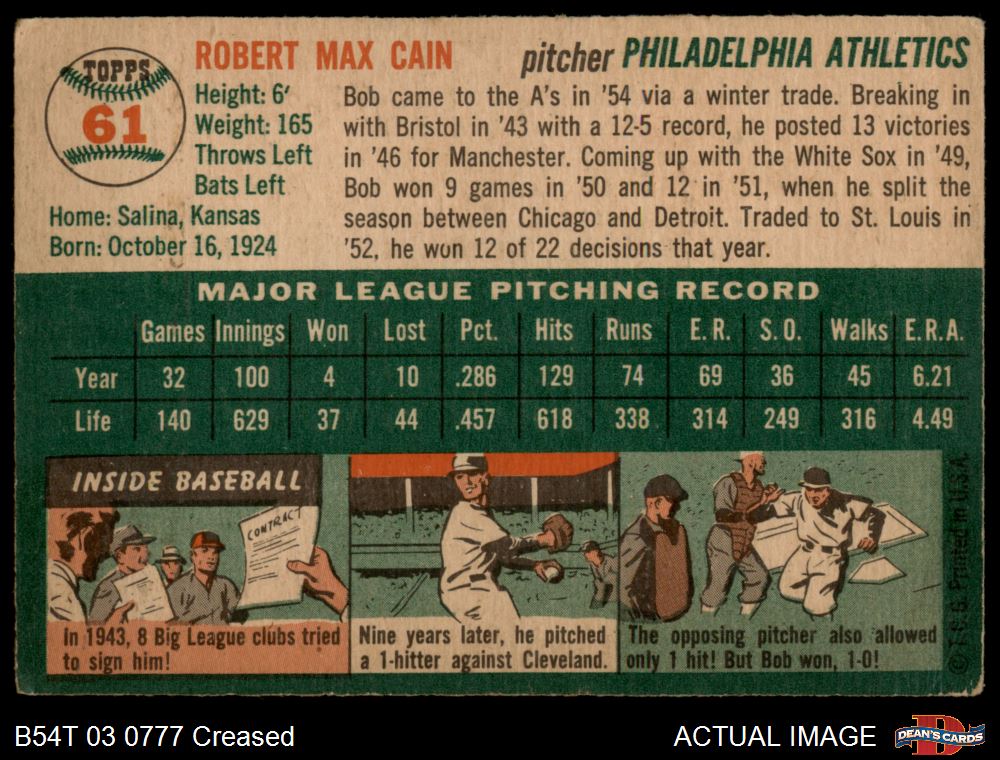 TOPPS
61
ROBERT MAX CAIN pitcher PHILADELPHIA ATHLETICS
Height: 6'
Weight: 165
Throws Left
Bats Left
Home: Salina, Kansas
Born: October 16, 1924
Bob came to the A's in '54 via a winter trade. Breaking in
with Bristol in '43 with a 12-5 record, he posted 13 victories
in '46 for Manchester. Coming up with the White Sox in '49,
Bob won 9 games in '50 and 12 in '51, when he split the
season between Chicago and Detroit. Traded to St. Louis in
'52, he won 12 of 22 decisions that year.
MAJOR LEAGUE PITCHING RECORD
Games Innings Won Lost Pct. Hits Runs E. R. S. O. Walks E. R. A.
Year 32 100 4 10 .286 129 74 69 36 45 6.21
Life 140 629 37 44 .457 618 338 314 249 316 4.49
INSIDE BASEBALL
CONTRACT
In 1943, 8 Big League clubs tried
to sign him!
Nine years later, he pitched
a 1-hitter against Cleveland.
The opposing pitcher also allowed
only 1 hit! But Bob won, 1-0!
© T. C. G. Printed in U.S.A.
B54T 03 0777 Creased
ACTUAL IMAGE
D
DEAN'S CARDS